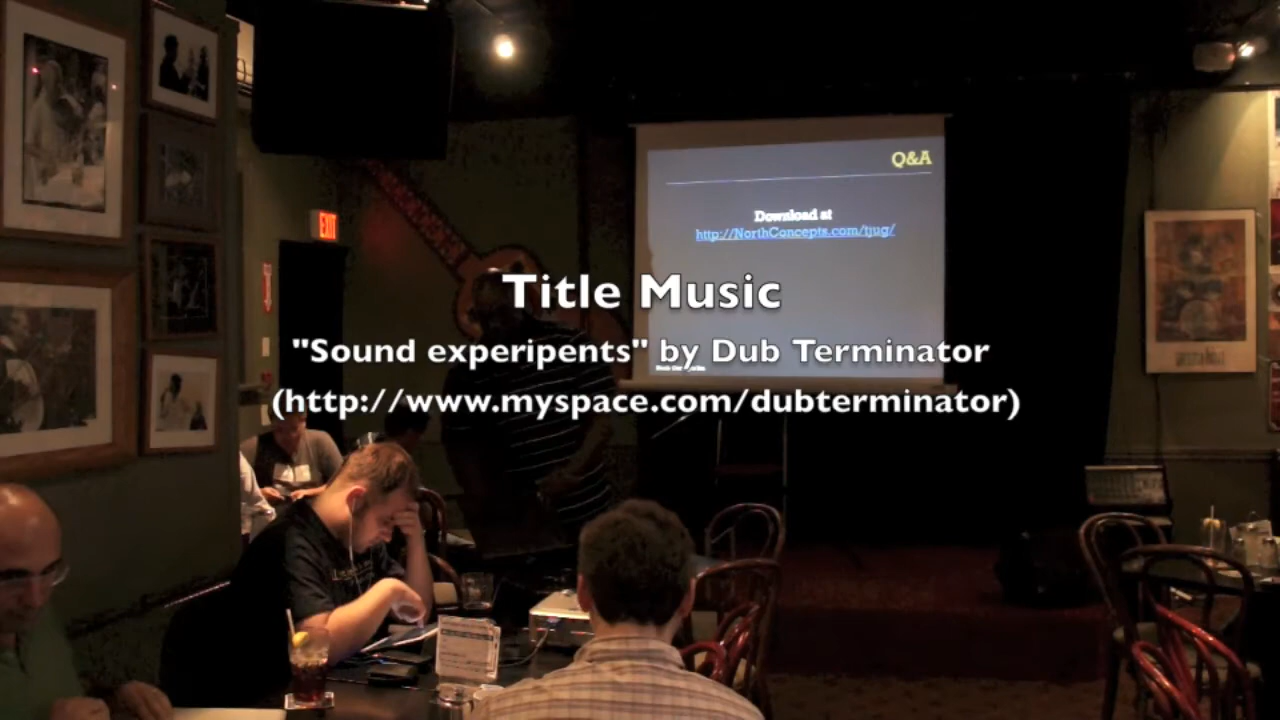 EXIT
Q&A
Download at
http://NorthConcepts.com/tjug/
Title Music
"Sound experipents" by Dub Terminator
(http://www.myspace.com/dubterminator)